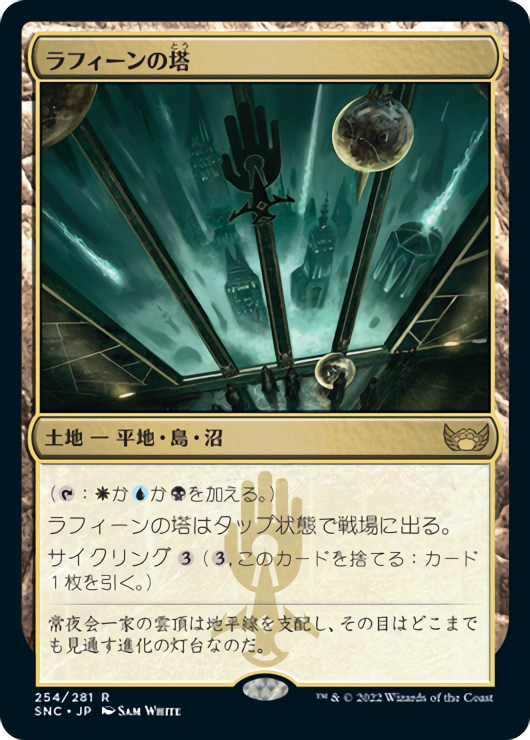 ラフィーンの塔
とう
土地 — 平地・島・沼
(:かかを加える。)
ラフィーンの塔はタップ状態で戦場に出る。
サイクリング3(3,このカードを捨てる:カード
1枚を引く。)
常夜会一家の雲頂は地平線を支配し、その目はどこまで
も見通す進化の灯台なのだ。
254/281 R
SNC・JP Sam White
™ & © 2022 Wizards of the Coast